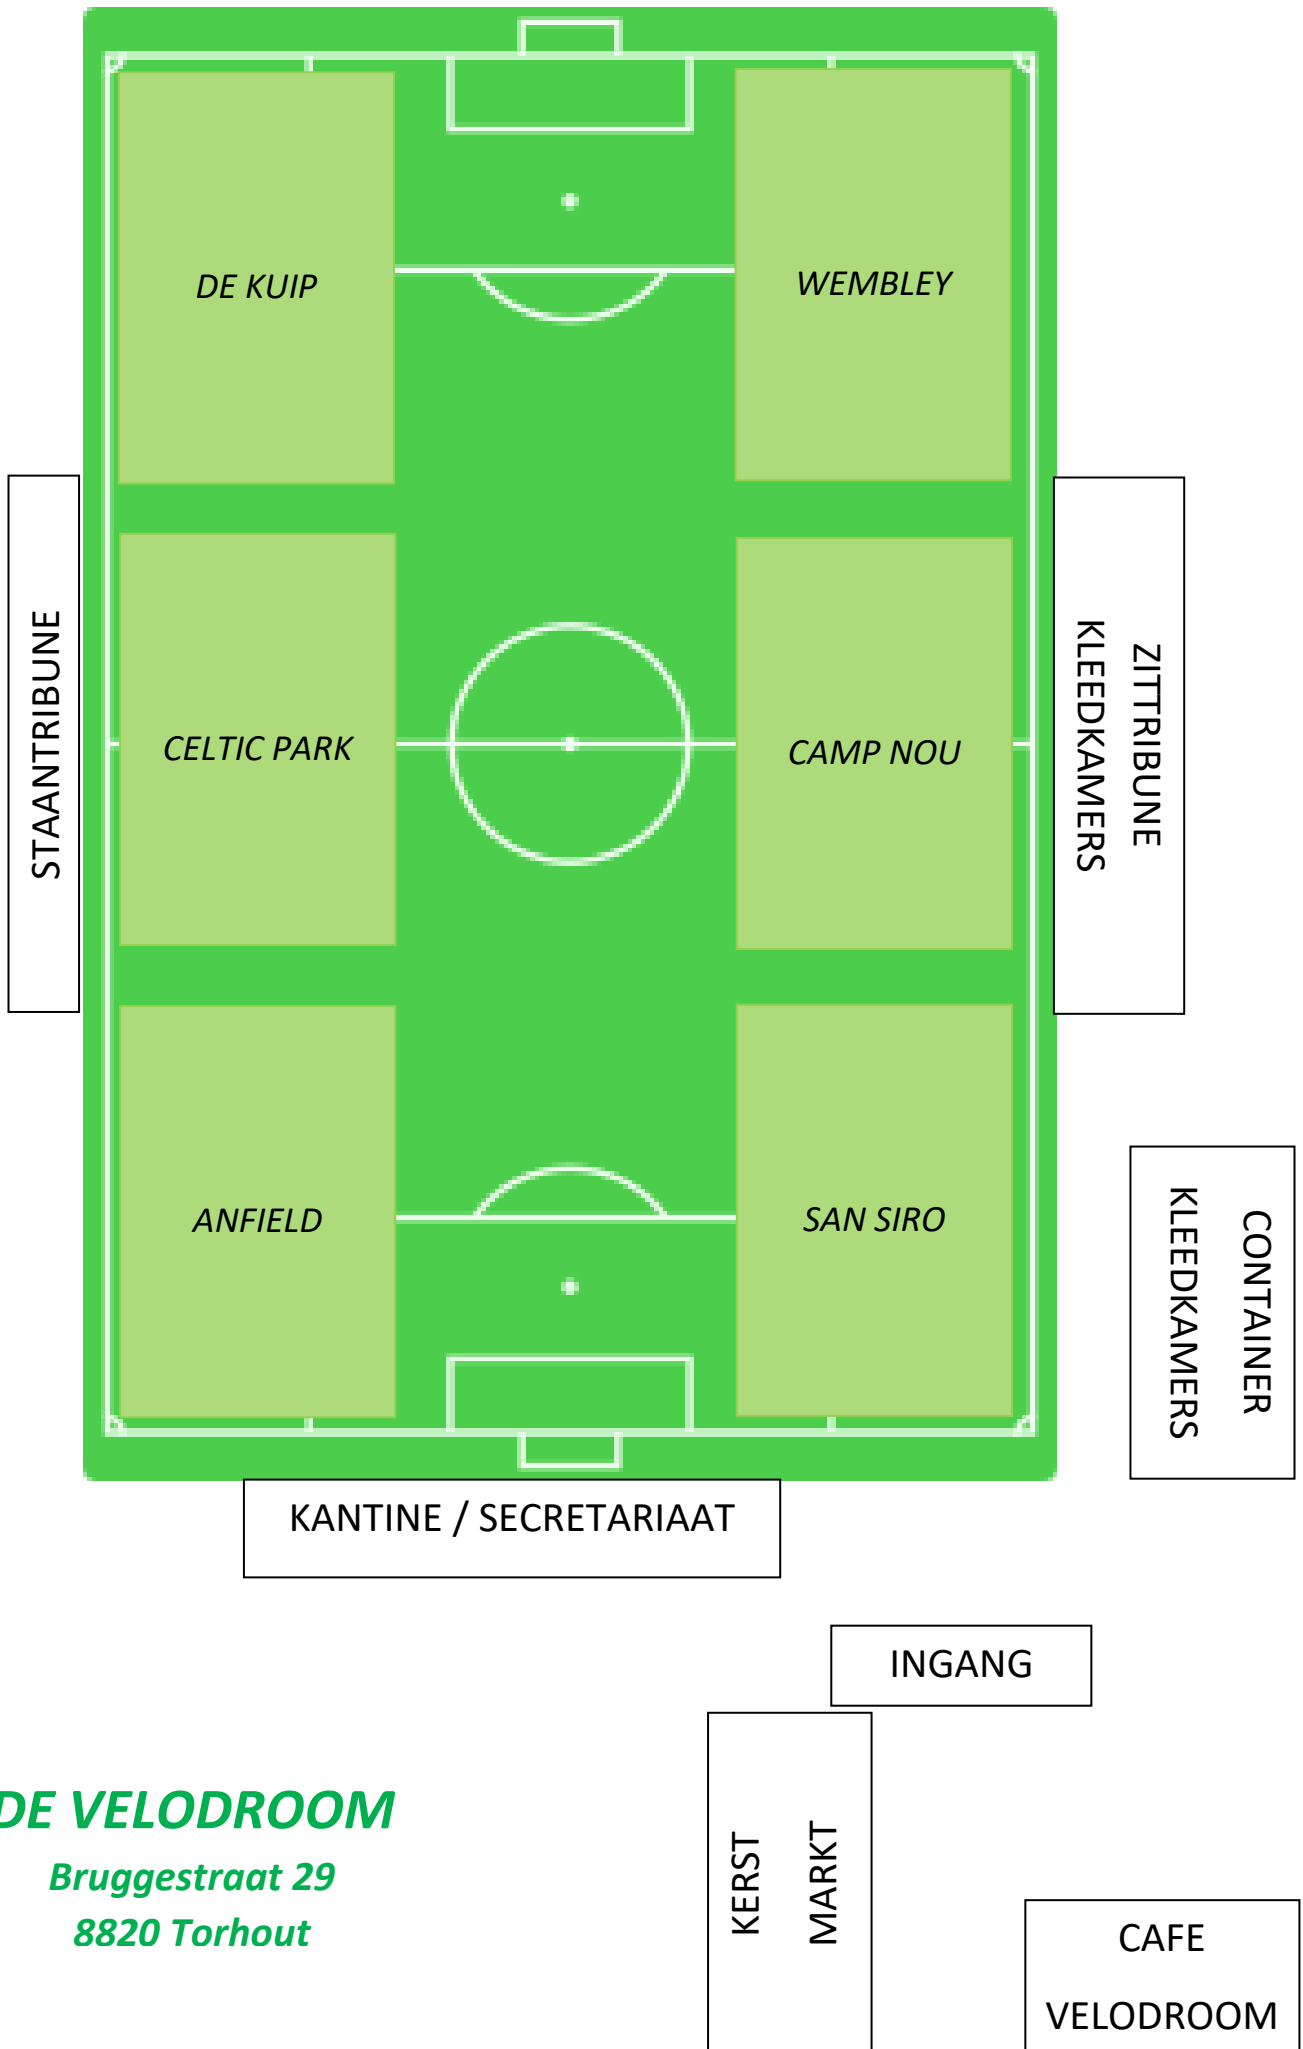 DE KUIP
WEMBLEY
STAANTRIBUNE
CELTIC PARK
CAMP NOU
ZITTRIBUNE
KLEEDKAMERS
ANFIELD
SAN SIRO
CONTAINER
KLEEDKAMERS
KANTINE / SECRETARIAAT
INGANG
KERST
MARKT
DE VELODROOM
Bruggestraat 29
8820 Torhout
CAFE
VELODROOM